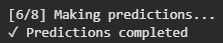 [6/8] Making predictions...
✓ Predictions completed